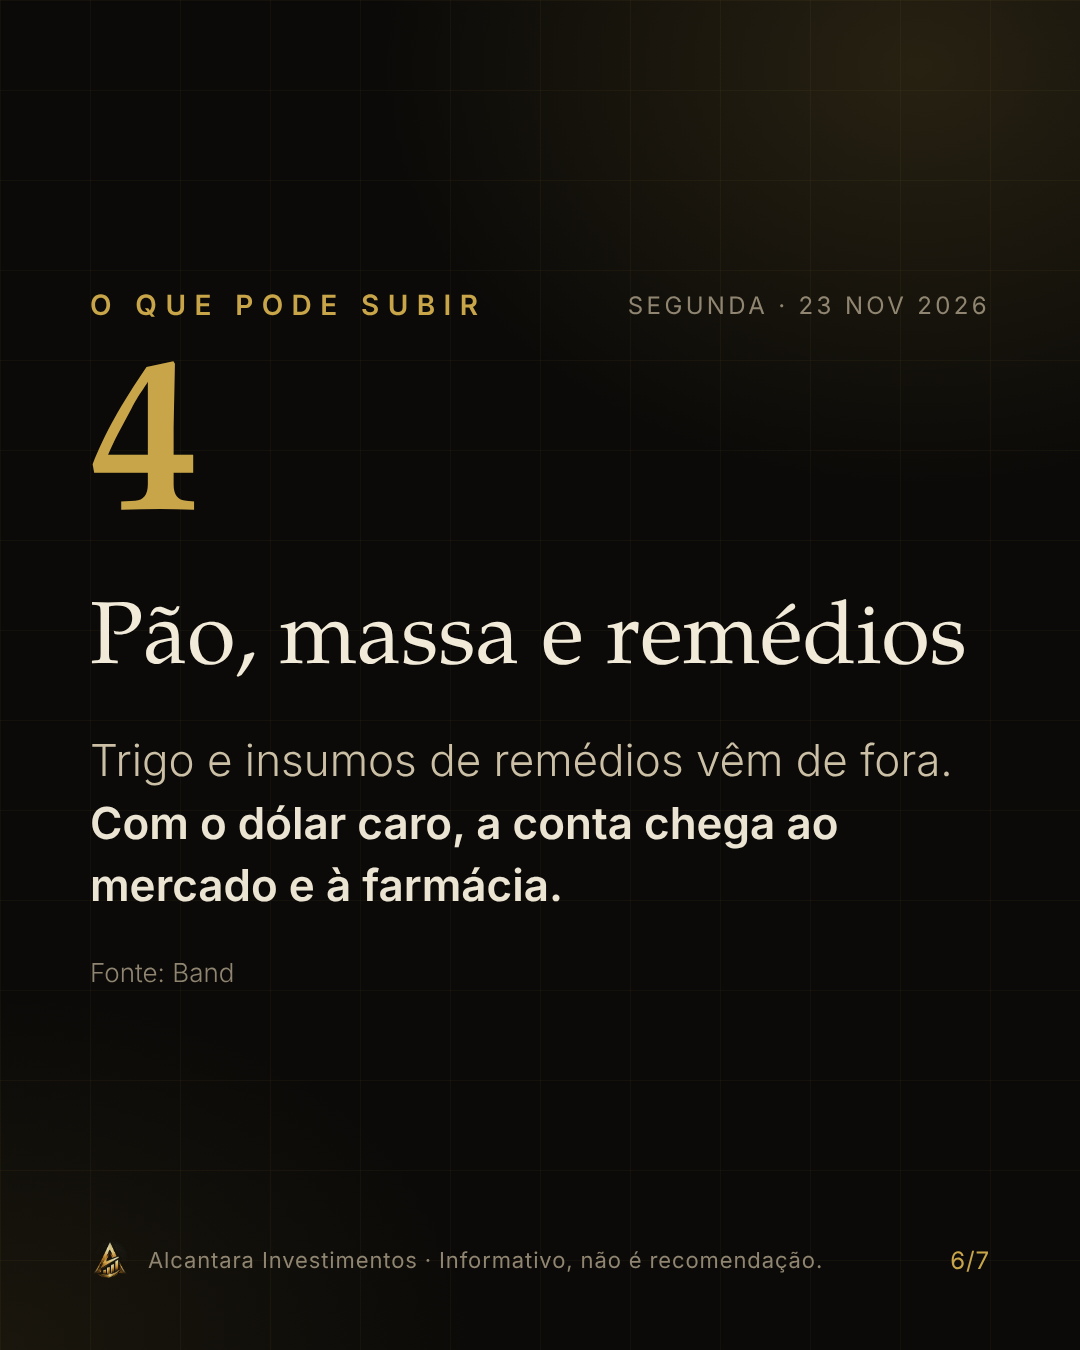 O QUE PODE SUBIR
SEGUNDA · 23 NOV 2026
4
Pão, massa e remédios
Trigo e insumos de remédios vêm de fora.
Com o dólar caro, a conta chega ao
mercado e à farmácia.
Fonte: Band
Alcantara Investimentos · Informativo, não é recomendação.
6/7